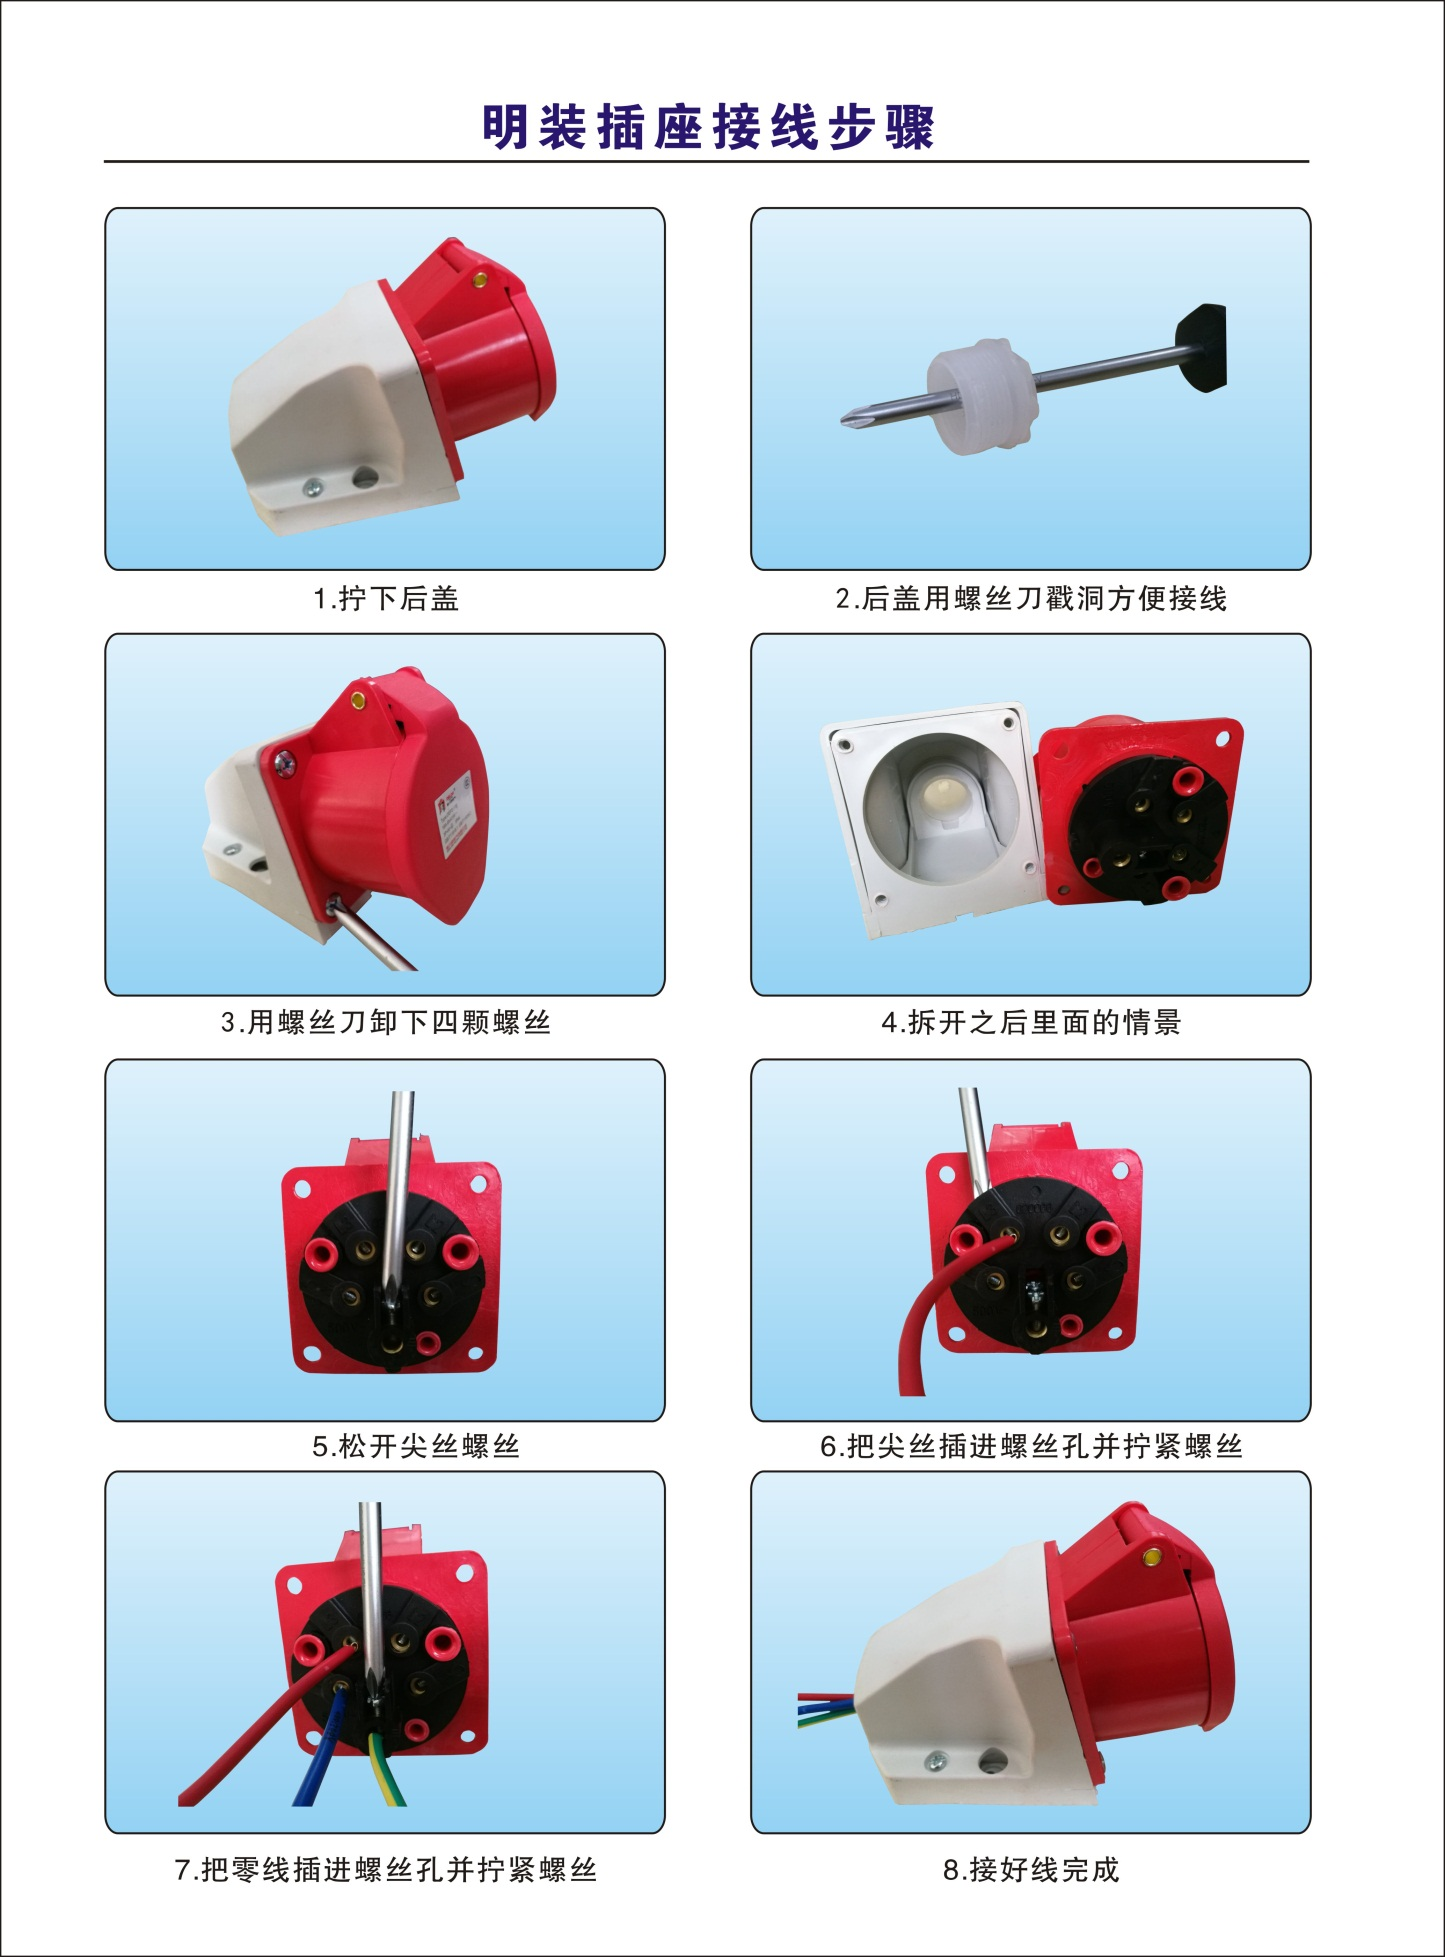 明装插座接线步骤
1.拧下后盖
2.后盖用螺丝刀戳洞方便接线
3.用螺丝刀卸下四颗螺丝
4.拆开之后里面的情景
5.松开尖丝螺丝
6.把尖丝插进螺丝孔并拧紧螺丝
7.把零线插进螺丝孔并拧紧螺丝
8.接好线完成